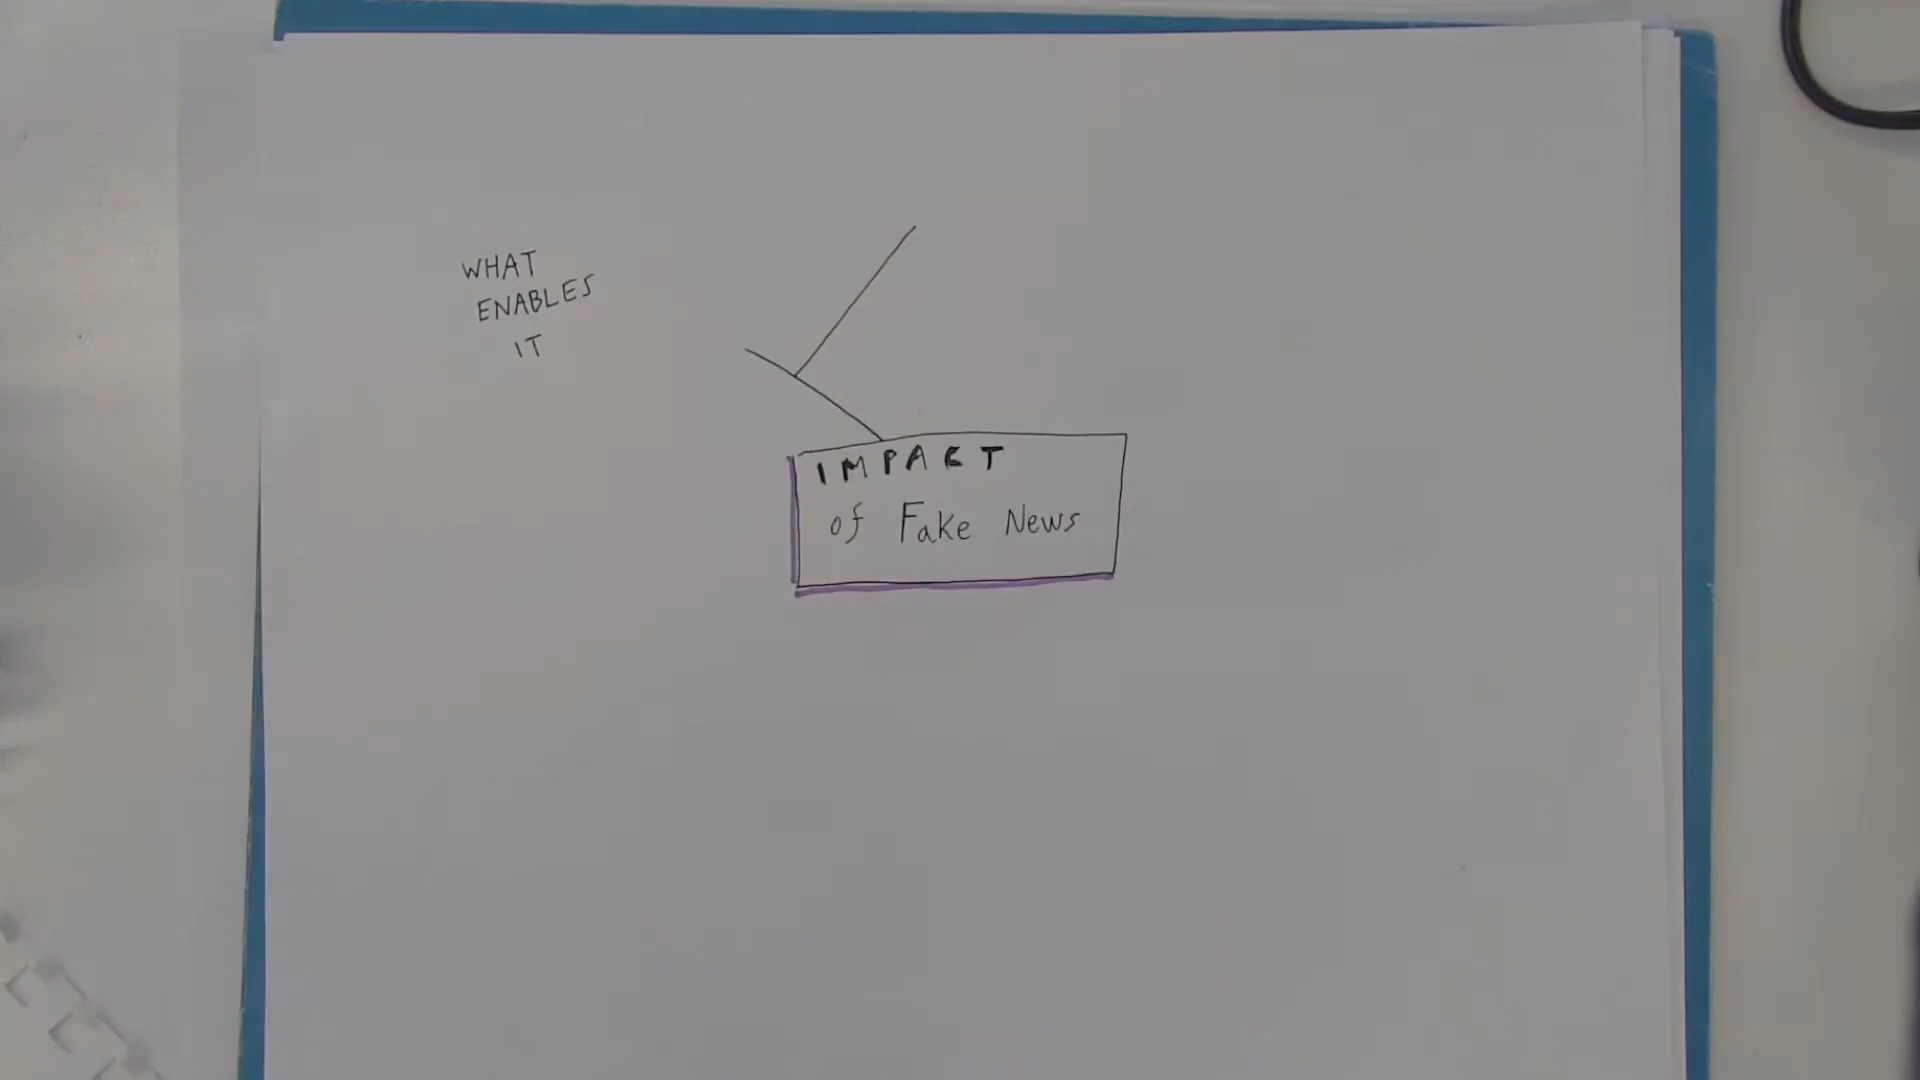 WHAT
ENABLES
IT
IMPACT
of Fake News